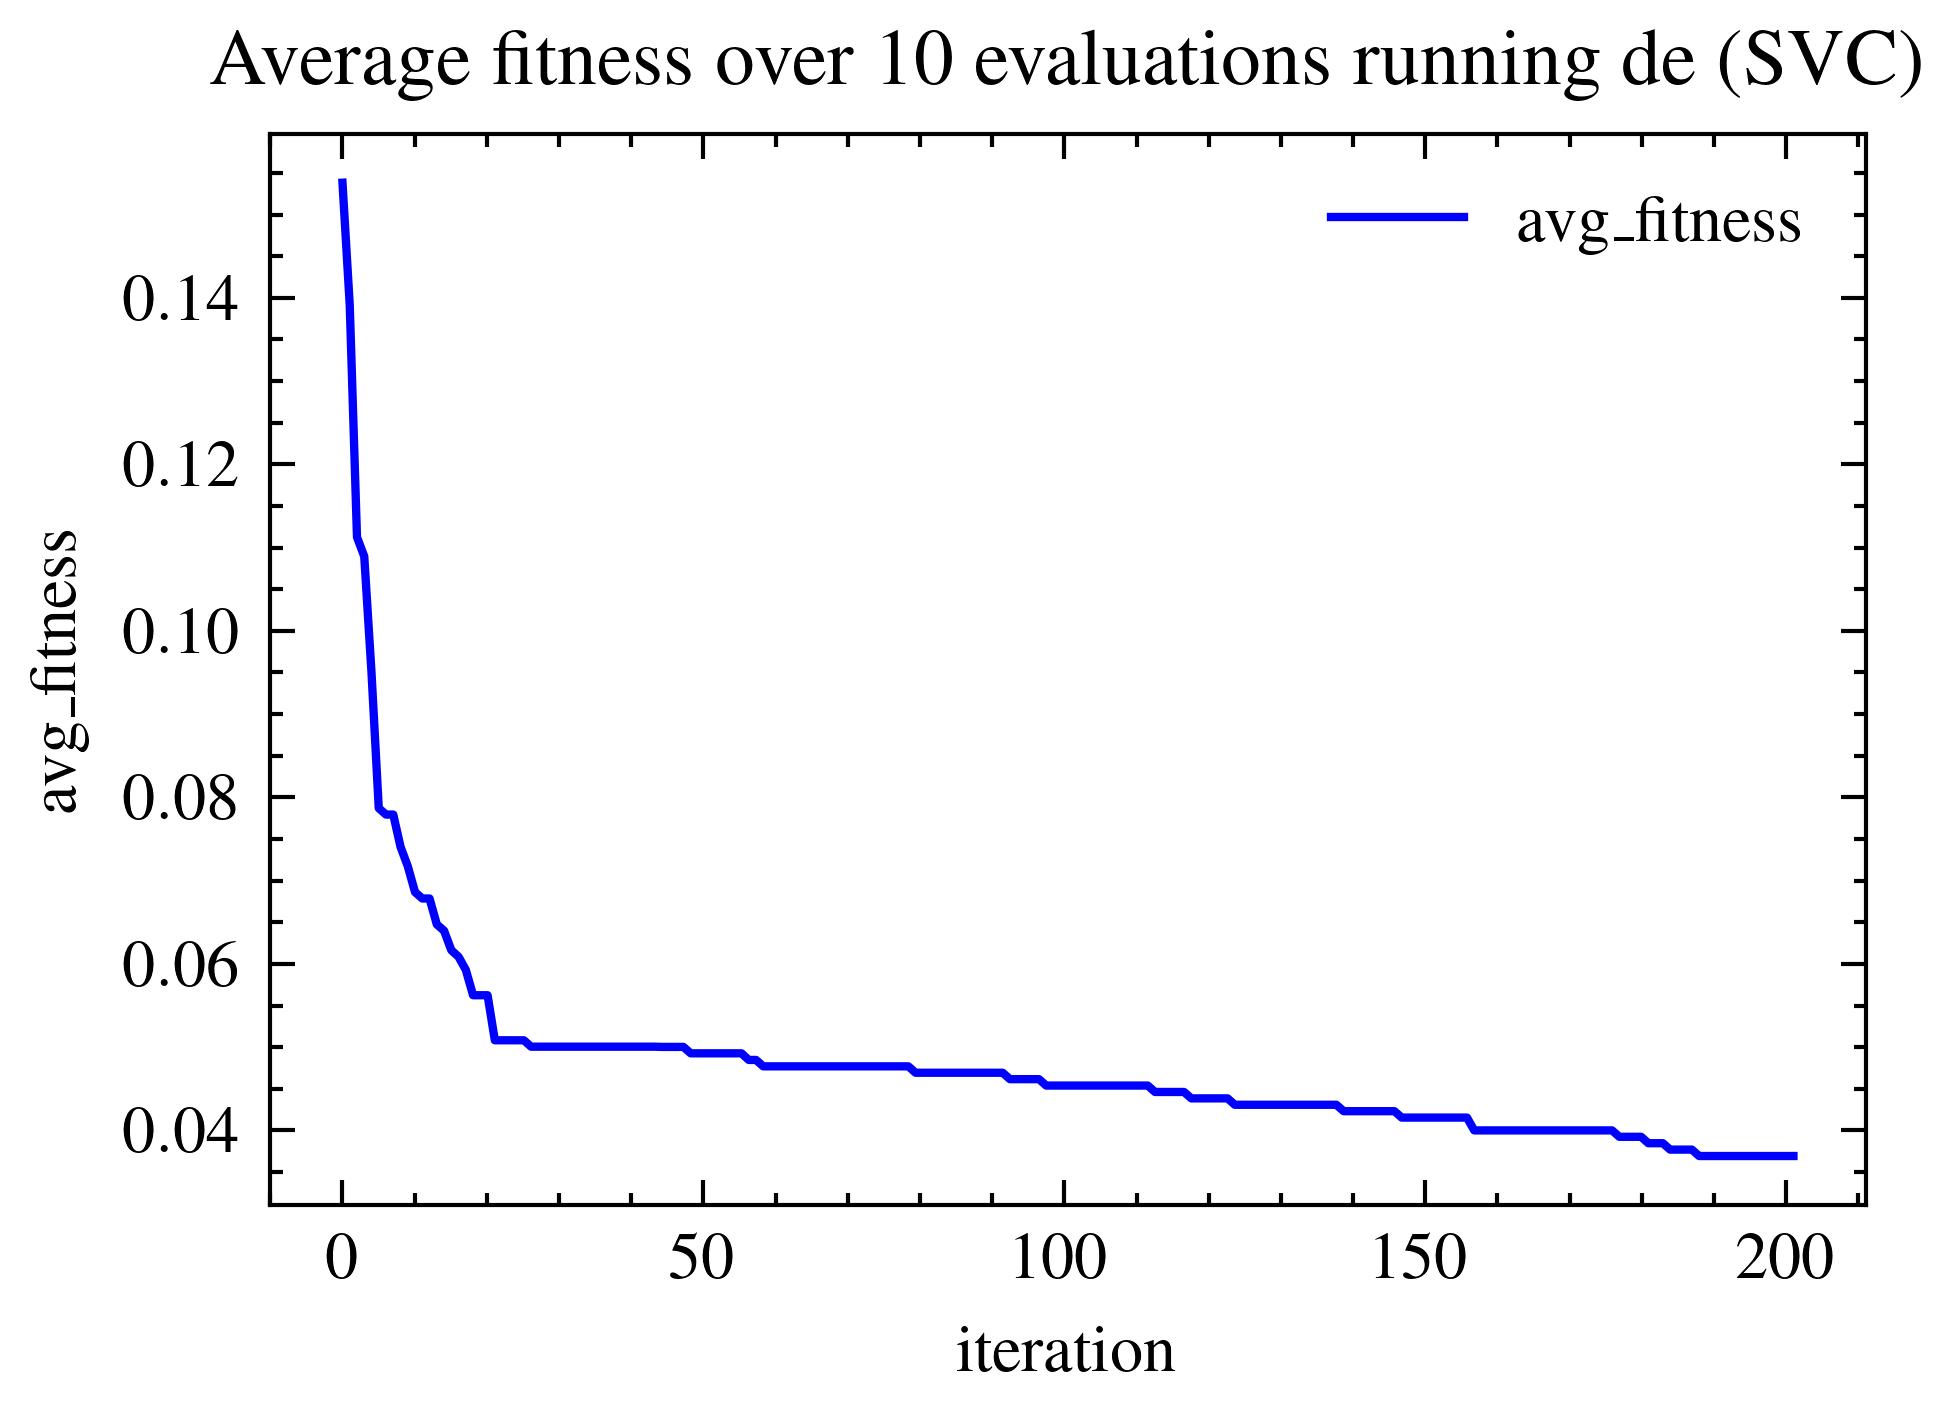 Average fitness over 10 evaluations running de (SVC)
avg_fitness
0.14
0.12
0.10
0.08
0.06
0.04
avg_fitness
0 50 100 150 200
iteration